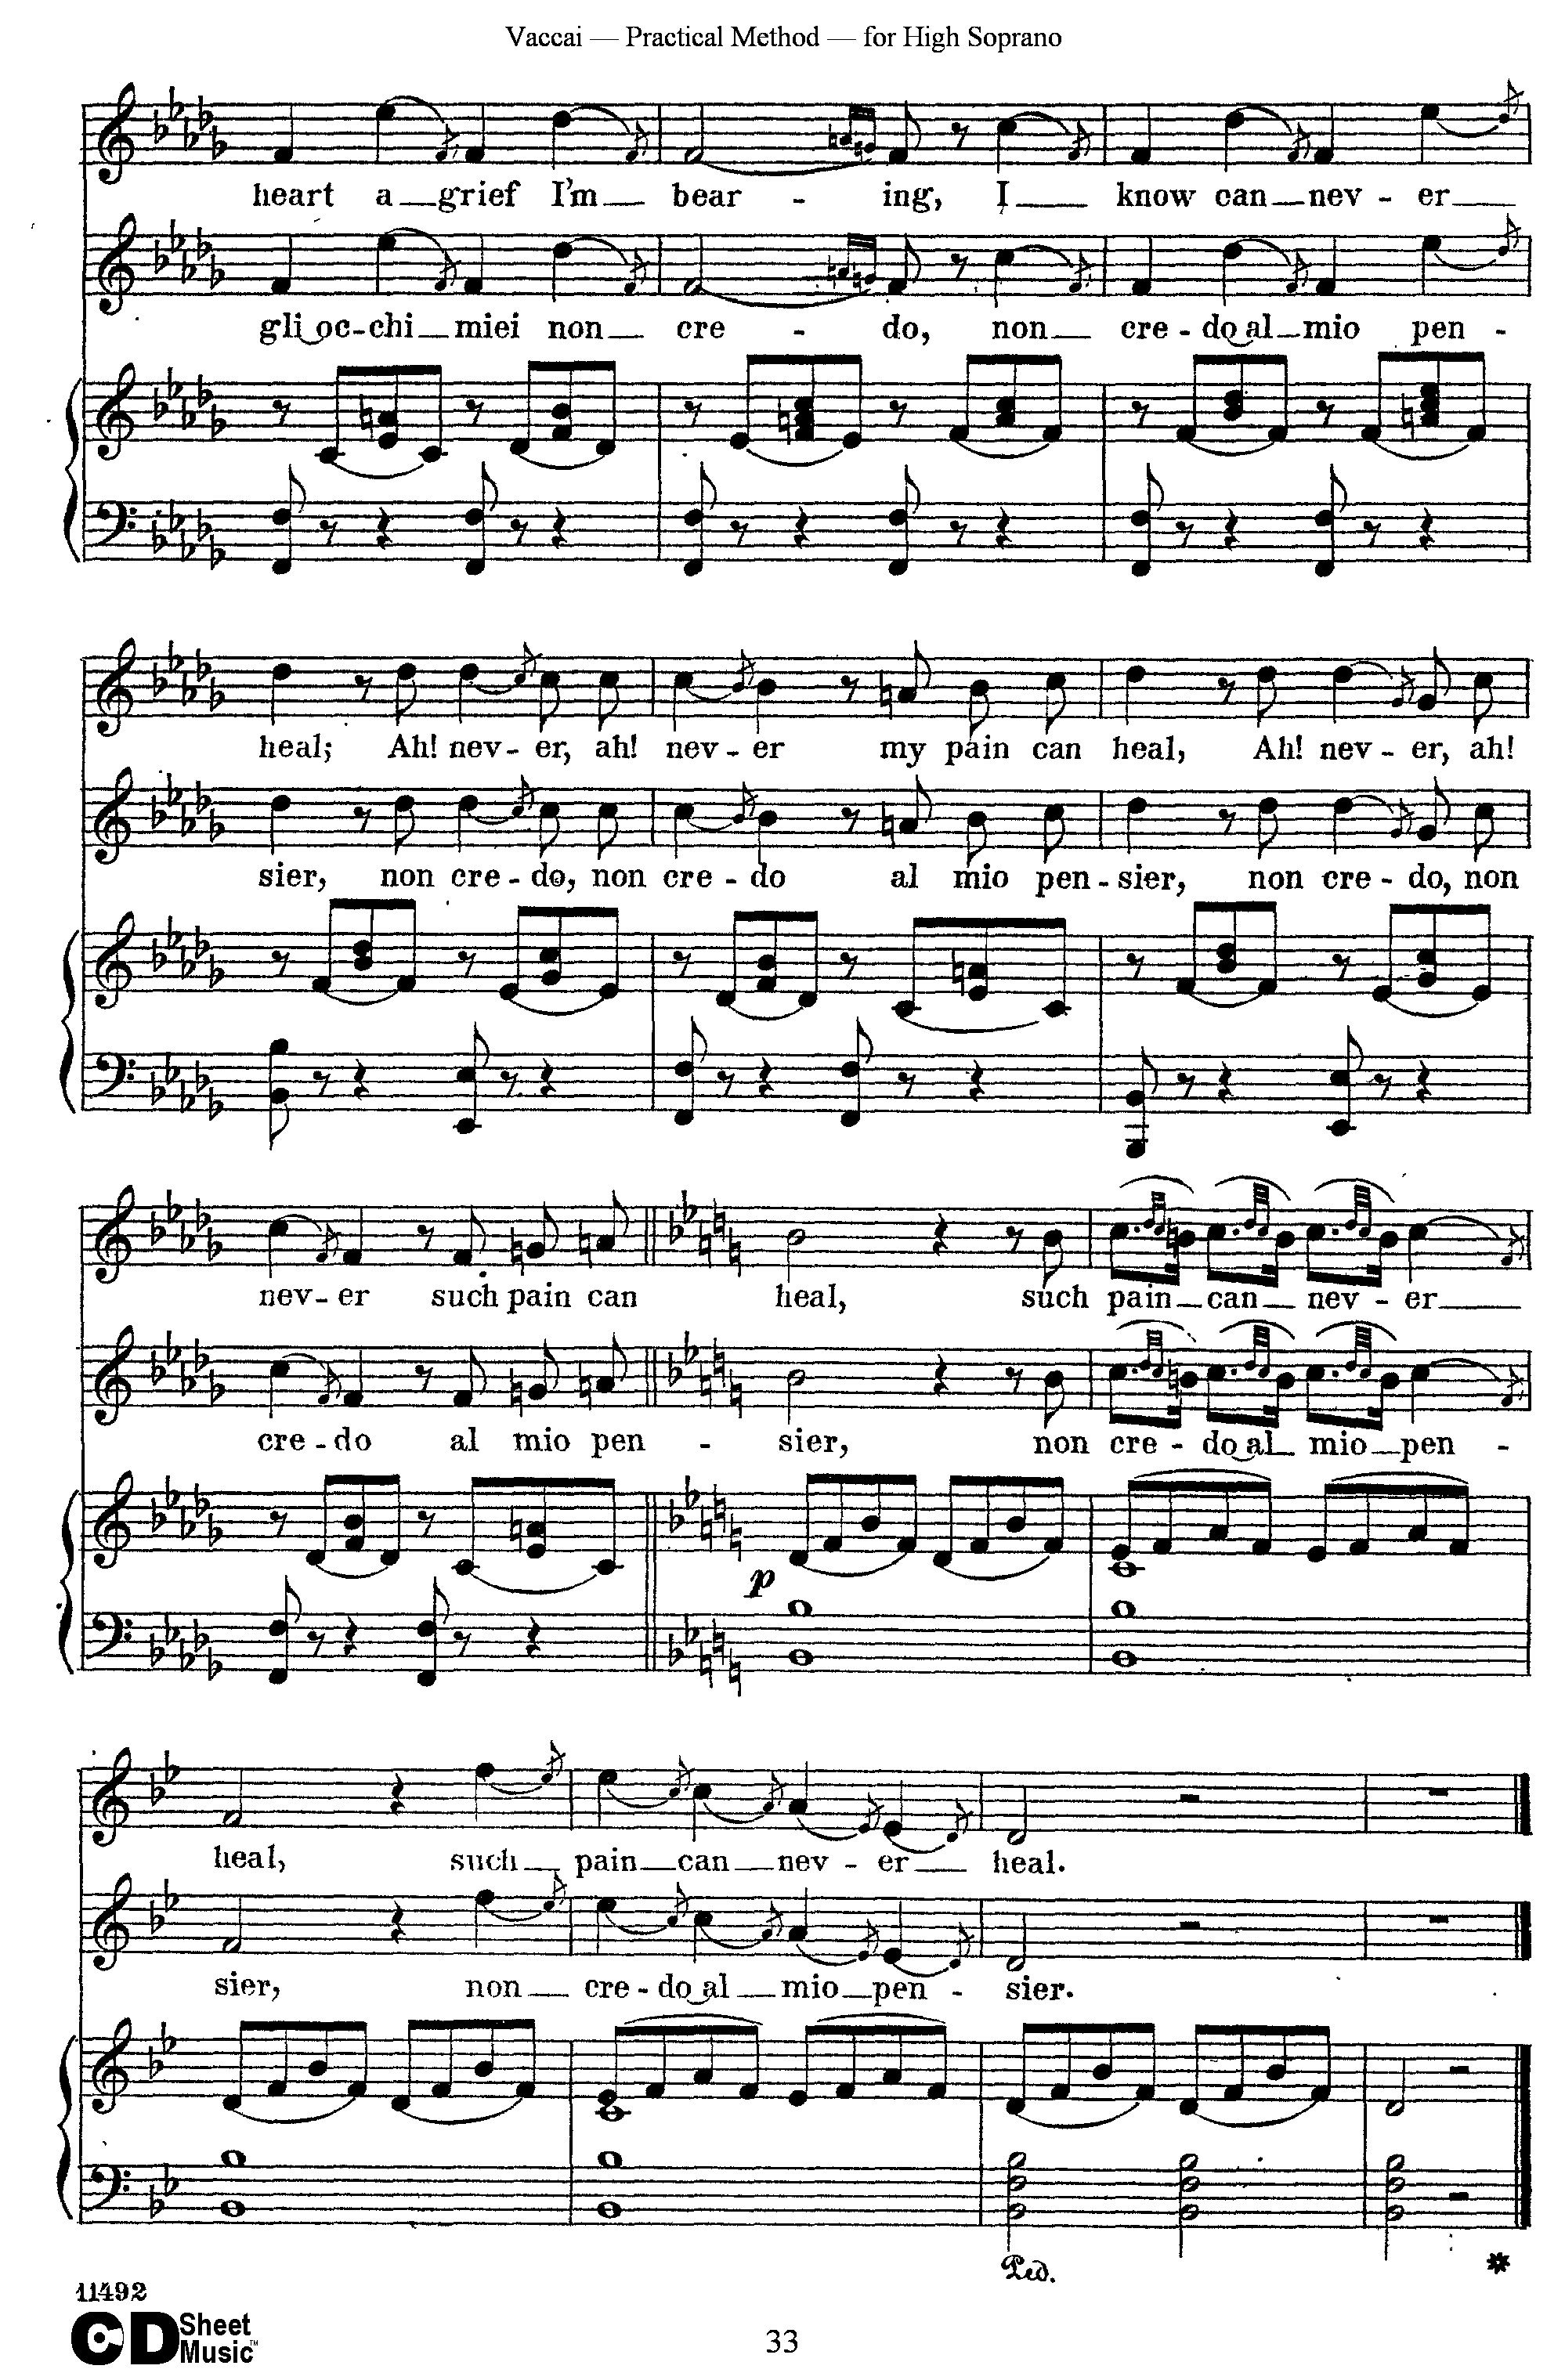 Vaccai — Practical Method — for High Soprano
heart a — grief I'm — bear - ing, I — know can — nev - er —
gli oc - chi — miei non — cre - do, non — cre - do al — mio pen -
heal; Ah! nev - er, ah! nev - er my pain can heal, Ah! nev - er, ah!
sier, non cre - do, non cre - do al mio pen - sier, non cre - do, non
nev - er such pain can heal, such pain — can — nev - er —
cre - do al mio pen - sier, non cre - do al — mio — pen -
p
heal, such — pain — can — nev - er — heal.
sier, non — cre - do al — mio — pen - sier.
Ped. *
11492
CD Sheet Music™
33